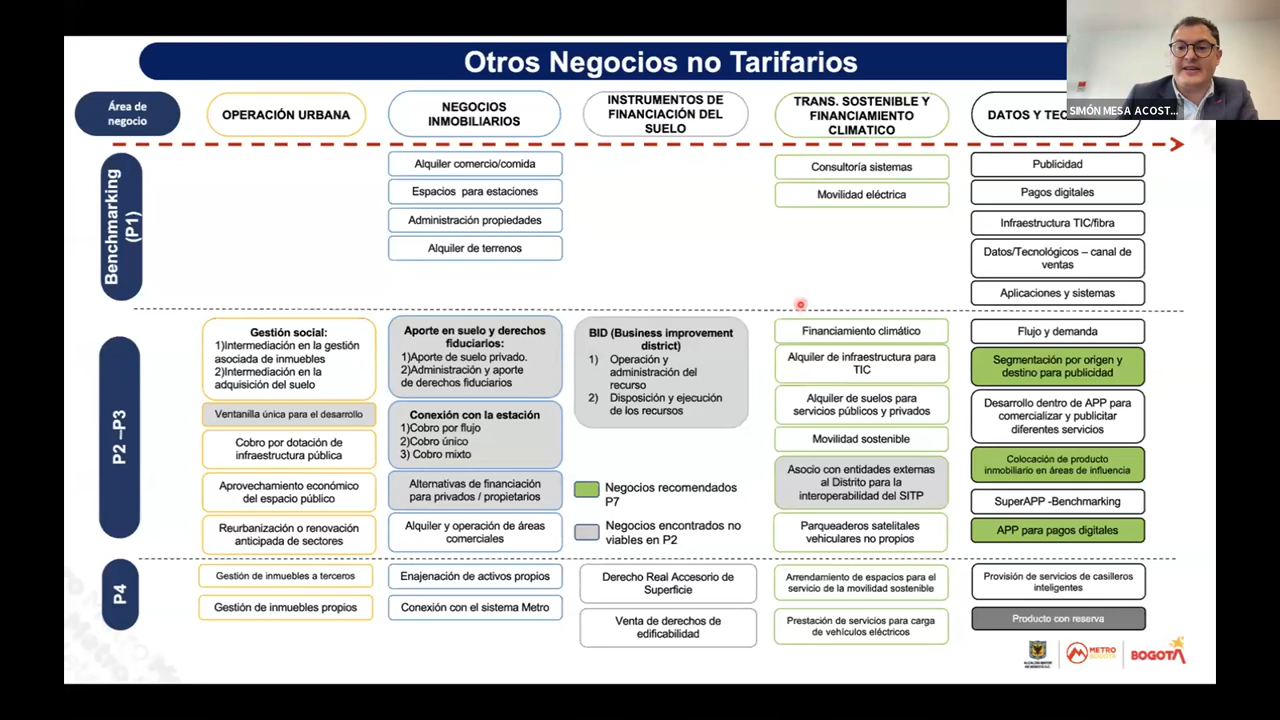 Otros Negocios no Tarifarios
SIMÓN MESA ACOST...
Área de
negocio
OPERACIÓN URBANA
NEGOCIOS
INMOBILIARIOS
INSTRUMENTOS DE
FINANCIACIÓN DEL
SUELO
TRANS. SOSTENIBLE Y
FINANCIAMIENTO
CLIMATICO
DATOS Y TEC
Benchmarking
(P1)
Alquiler comercio/comida
Espacios para estaciones
Administración propiedades
Alquiler de terrenos
Consultoría sistemas
Movilidad eléctrica
Publicidad
Pagos digitales
Infraestructura TIC/fibra
Datos/Tecnológicos – canal de
ventas
Aplicaciones y sistemas
P2 –P3
Gestión social:
1)Intermediación en la gestión
asociada de inmuebles
2)Intermediación en la
adquisición del suelo
Ventanilla única para el desarrollo
Cobro por dotación de
infraestructura pública
Aprovechamiento económico
del espacio público
Reurbanización o renovación
anticipada de sectores
Aporte en suelo y derechos
fiduciarios:
1)Aporte de suelo privado.
2)Administración y aporte
de derechos fiduciarios
Conexión con la estación
1)Cobro por flujo
2)Cobro único
3) Cobro mixto
Alternativas de financiación
para privados / propietarios
Alquiler y operación de áreas
comerciales
BID (Business improvement
district)
1) Operación y
administración del
recurso
2) Disposición y ejecución
de los recursos
Negocios recomendados
P7
Negocios encontrados no
viables en P2
Financiamiento climático
Alquiler de infraestructura para
TIC
Alquiler de suelos para
servicios públicos y privados
Movilidad sostenible
Asocio con entidades externas
al Distrito para la
interoperabilidad del SITP
Parqueaderos satelitales
vehiculares no propios
Flujo y demanda
Segmentación por origen y
destino para publicidad
Desarrollo dentro de APP para
comercializar y publicitar
diferentes servicios
Colocación de producto
inmobiliario en áreas de influencia
SuperAPP -Benchmarking
APP para pagos digitales
P4
Gestión de inmuebles a terceros
Gestión de inmuebles propios
Enajenación de activos propios
Conexión con el sistema Metro
Derecho Real Accesorio de
Superficie
Venta de derechos de
edificabilidad
Arrendamiento de espacios para el
servicio de la movilidad sostenible
Prestación de servicios para carga
de vehículos eléctricos
Provisión de servicios de casilleros
inteligentes
Producto con reserva
METRO
BOGOTÁ
BOGOTÁ